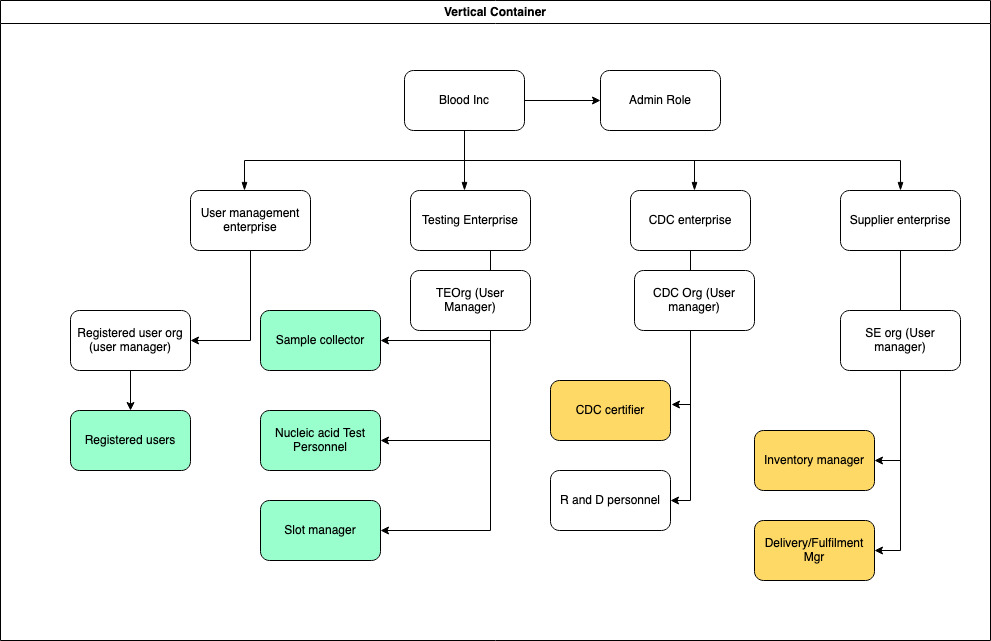 Vertical Container
Blood Inc
Admin Role
User management
enterprise
Testing Enterprise
CDC enterprise
Supplier enterprise
TEOrg (User
Manager)
CDC Org (User
manager)
Registered user org
(user manager)
Sample collector
SE org (User
manager)
CDC certifier
Registered users
Nucleic acid Test
Personnel
Inventory manager
R and D personnel
Slot manager
Delivery/Fulfilment
Mgr